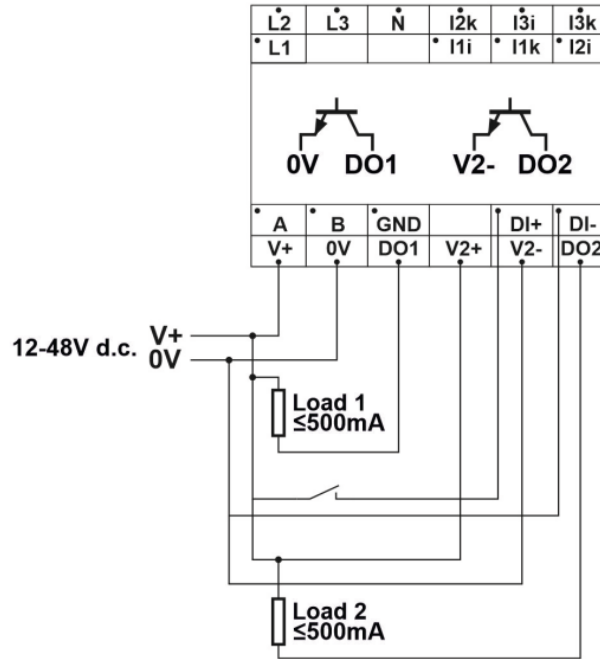 L2 L3 N I2k I3i I3k
L1 I1i I1k I2i
0V DO1 V2- DO2
A B GND DI+ DI-
V+ 0V DO1 V2+ V2- DO2
12-48V d.c. V+
0V
Load 1
≤500mA
Load 2
≤500mA